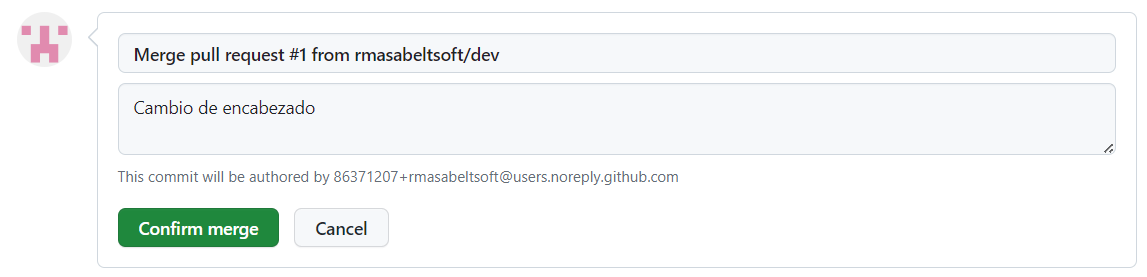 Merge pull request #1 from rmasabeltsoft/dev
Cambio de encabezado
This commit will be authored by 86371207+rmasabeltsoft@users.noreply.github.com
Confirm merge
Cancel